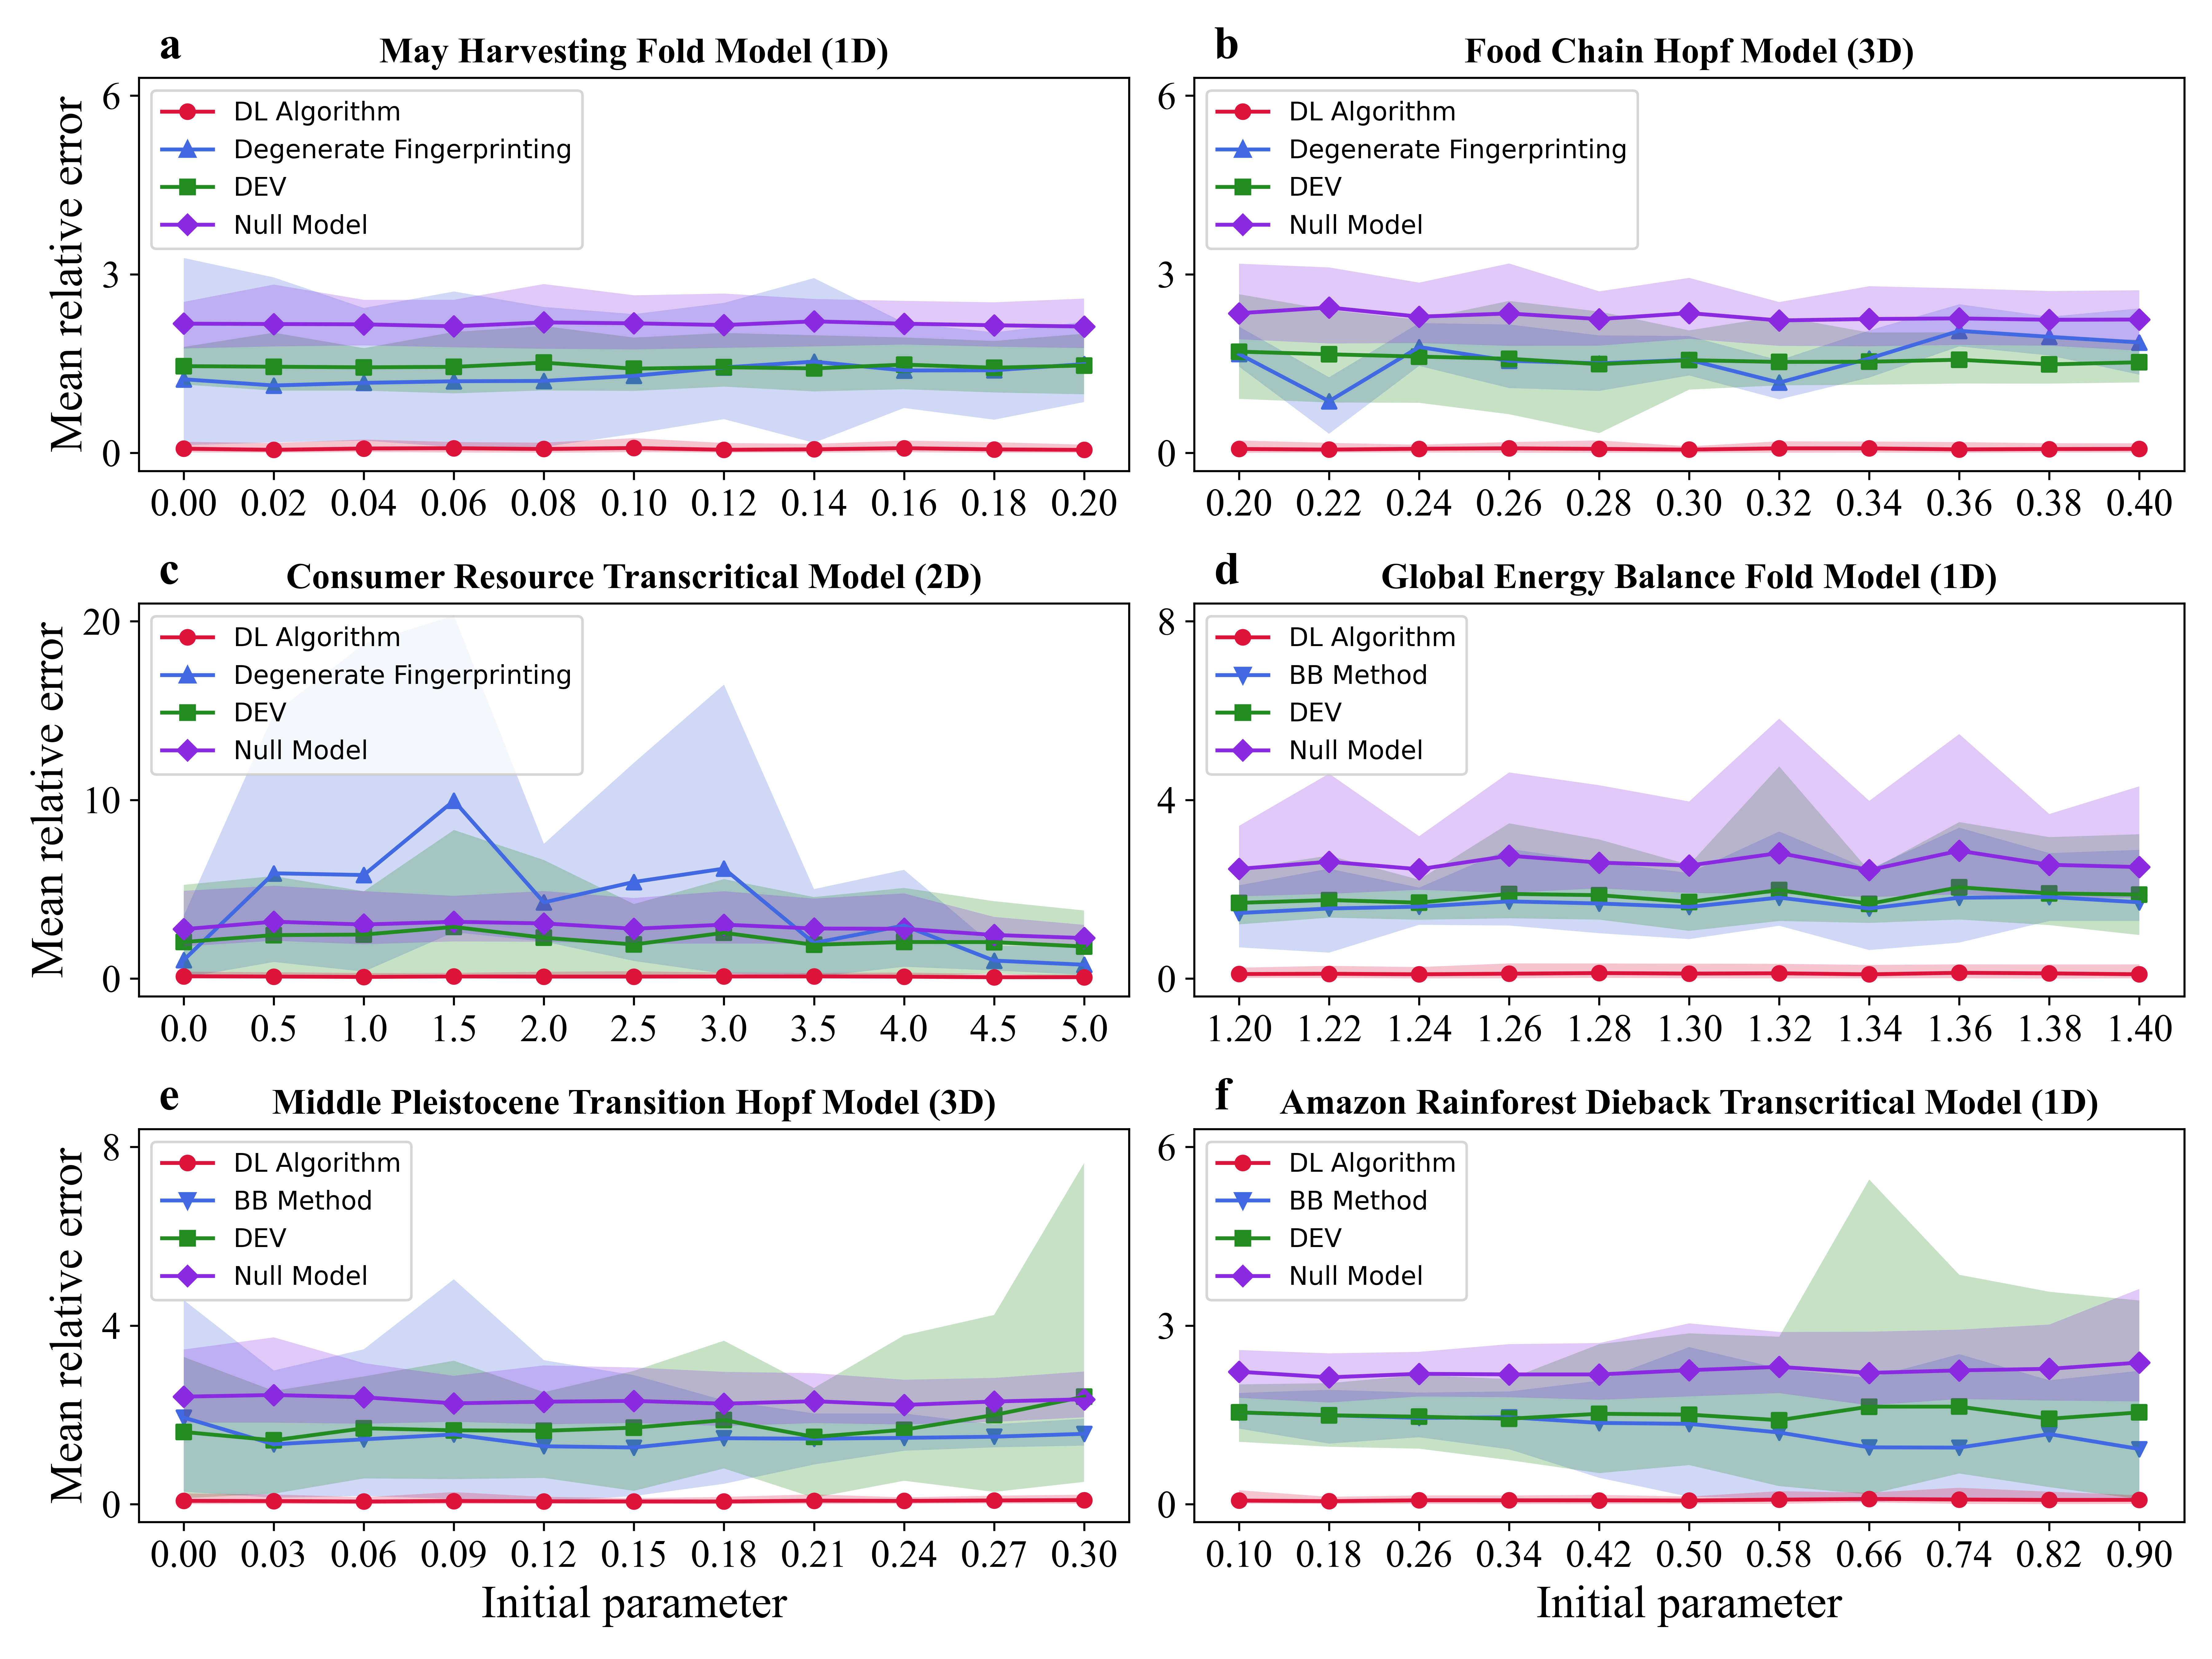 a May Harvesting Fold Model (1D)
Mean relative error
6
3
0
DL Algorithm
Degenerate Fingerprinting
DEV
Null Model
0.00 0.02 0.04 0.06 0.08 0.10 0.12 0.14 0.16 0.18 0.20
b Food Chain Hopf Model (3D)
6
3
0
DL Algorithm
Degenerate Fingerprinting
DEV
Null Model
0.20 0.22 0.24 0.26 0.28 0.30 0.32 0.34 0.36 0.38 0.40
c Consumer Resource Transcritical Model (2D)
Mean relative error
20
10
0
DL Algorithm
Degenerate Fingerprinting
DEV
Null Model
0.0 0.5 1.0 1.5 2.0 2.5 3.0 3.5 4.0 4.5 5.0
d Global Energy Balance Fold Model (1D)
8
4
0
DL Algorithm
BB Method
DEV
Null Model
1.20 1.22 1.24 1.26 1.28 1.30 1.32 1.34 1.36 1.38 1.40
e Middle Pleistocene Transition Hopf Model (3D)
Mean relative error
8
4
0
DL Algorithm
BB Method
DEV
Null Model
0.00 0.03 0.06 0.09 0.12 0.15 0.18 0.21 0.24 0.27 0.30
Initial parameter
f Amazon Rainforest Dieback Transcritical Model (1D)
6
3
0
DL Algorithm
BB Method
DEV
Null Model
0.10 0.18 0.26 0.34 0.42 0.50 0.58 0.66 0.74 0.82 0.90
Initial parameter